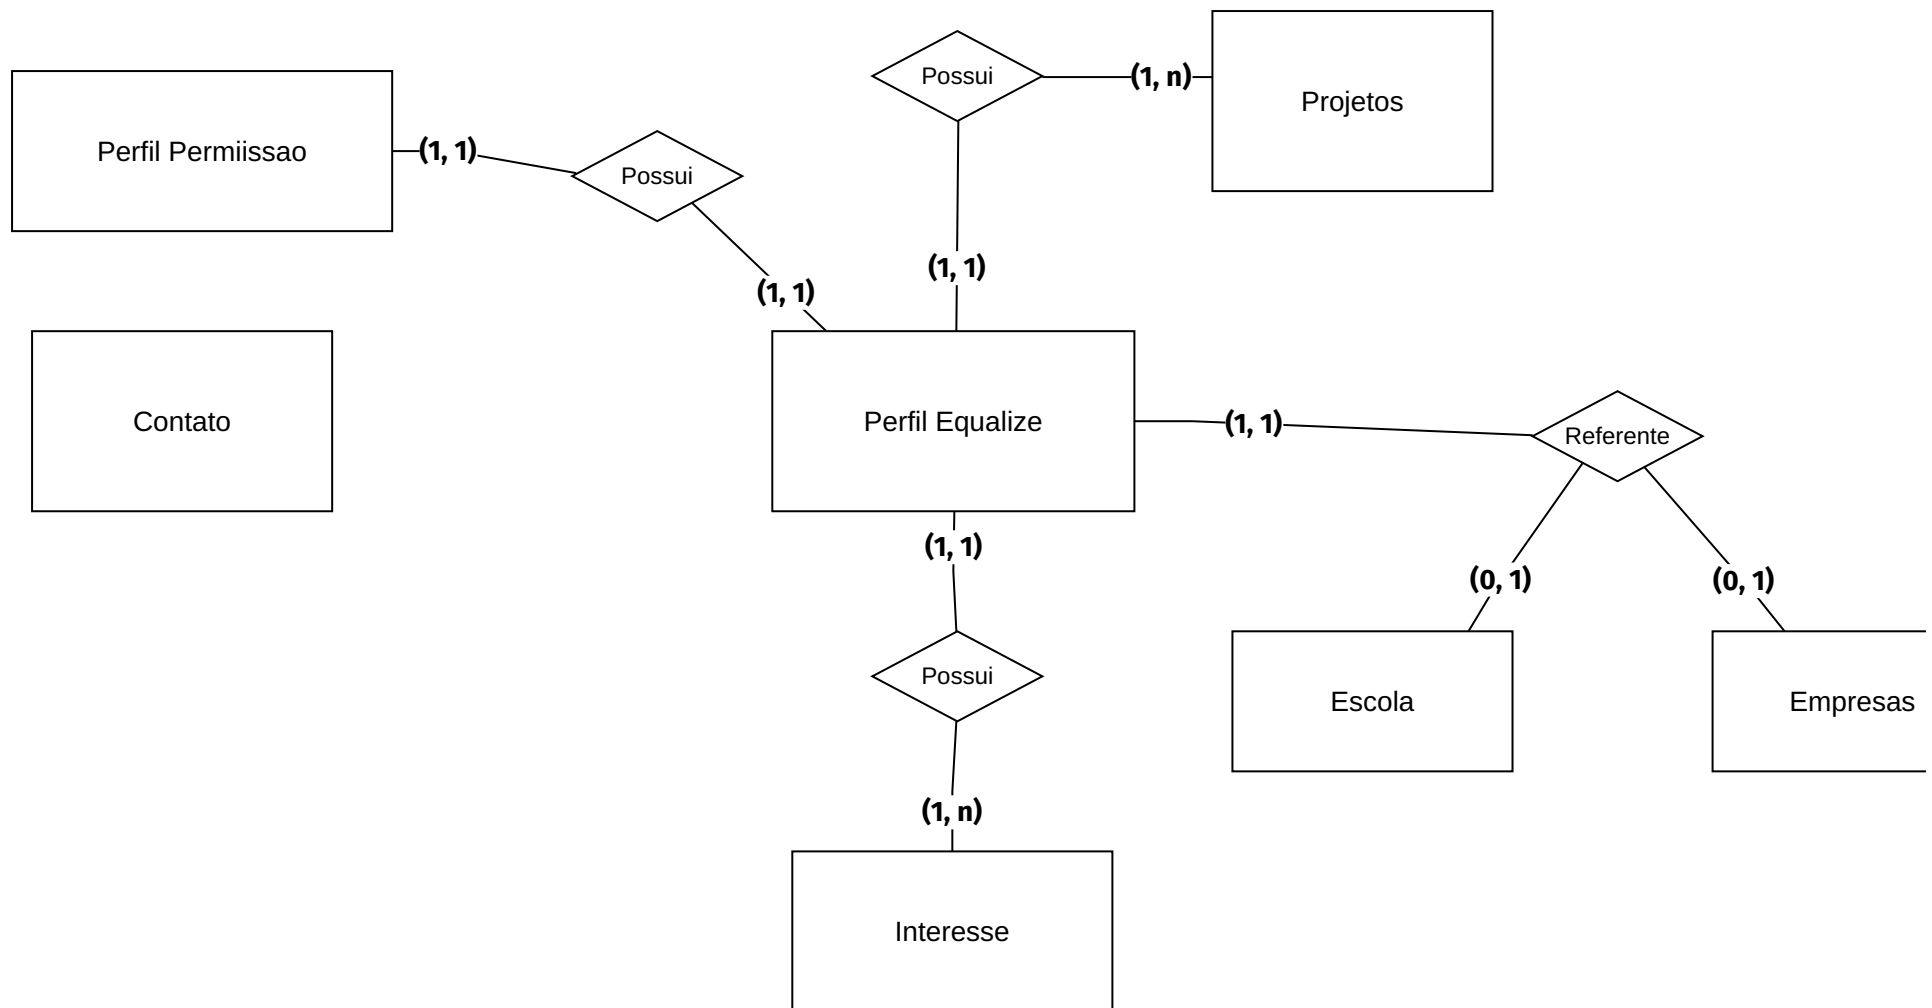 Possui
(1, n)
Projetos
Perfil Permiissao
(1, 1)
Possui
(1, 1)
(1, 1)
Contato
Perfil Equalize
(1, 1)
Referente
(1, 1)
(0, 1)
(0, 1)
Possui
Escola
Empresas
(1, n)
Interesse